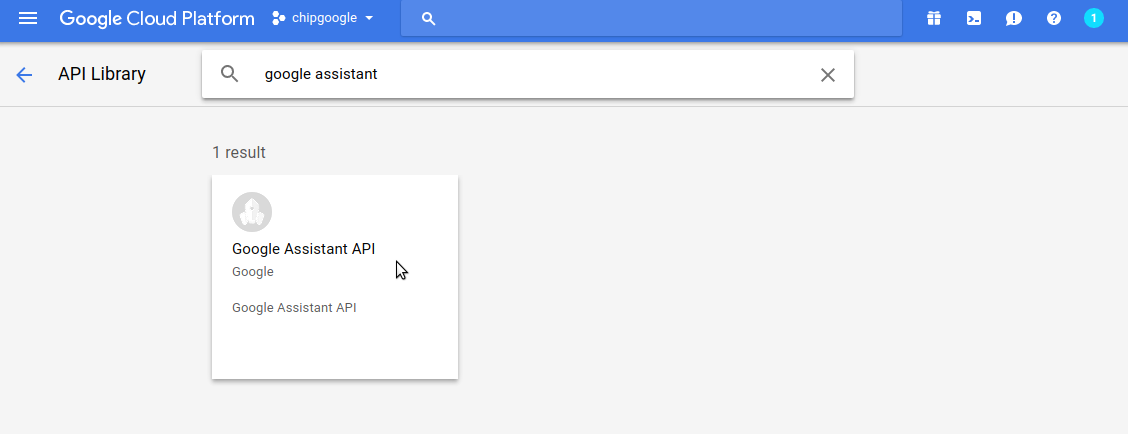 Google Cloud Platform
chipgoogle
1
API Library
google assistant
1 result
Google Assistant API
Google
Google Assistant API